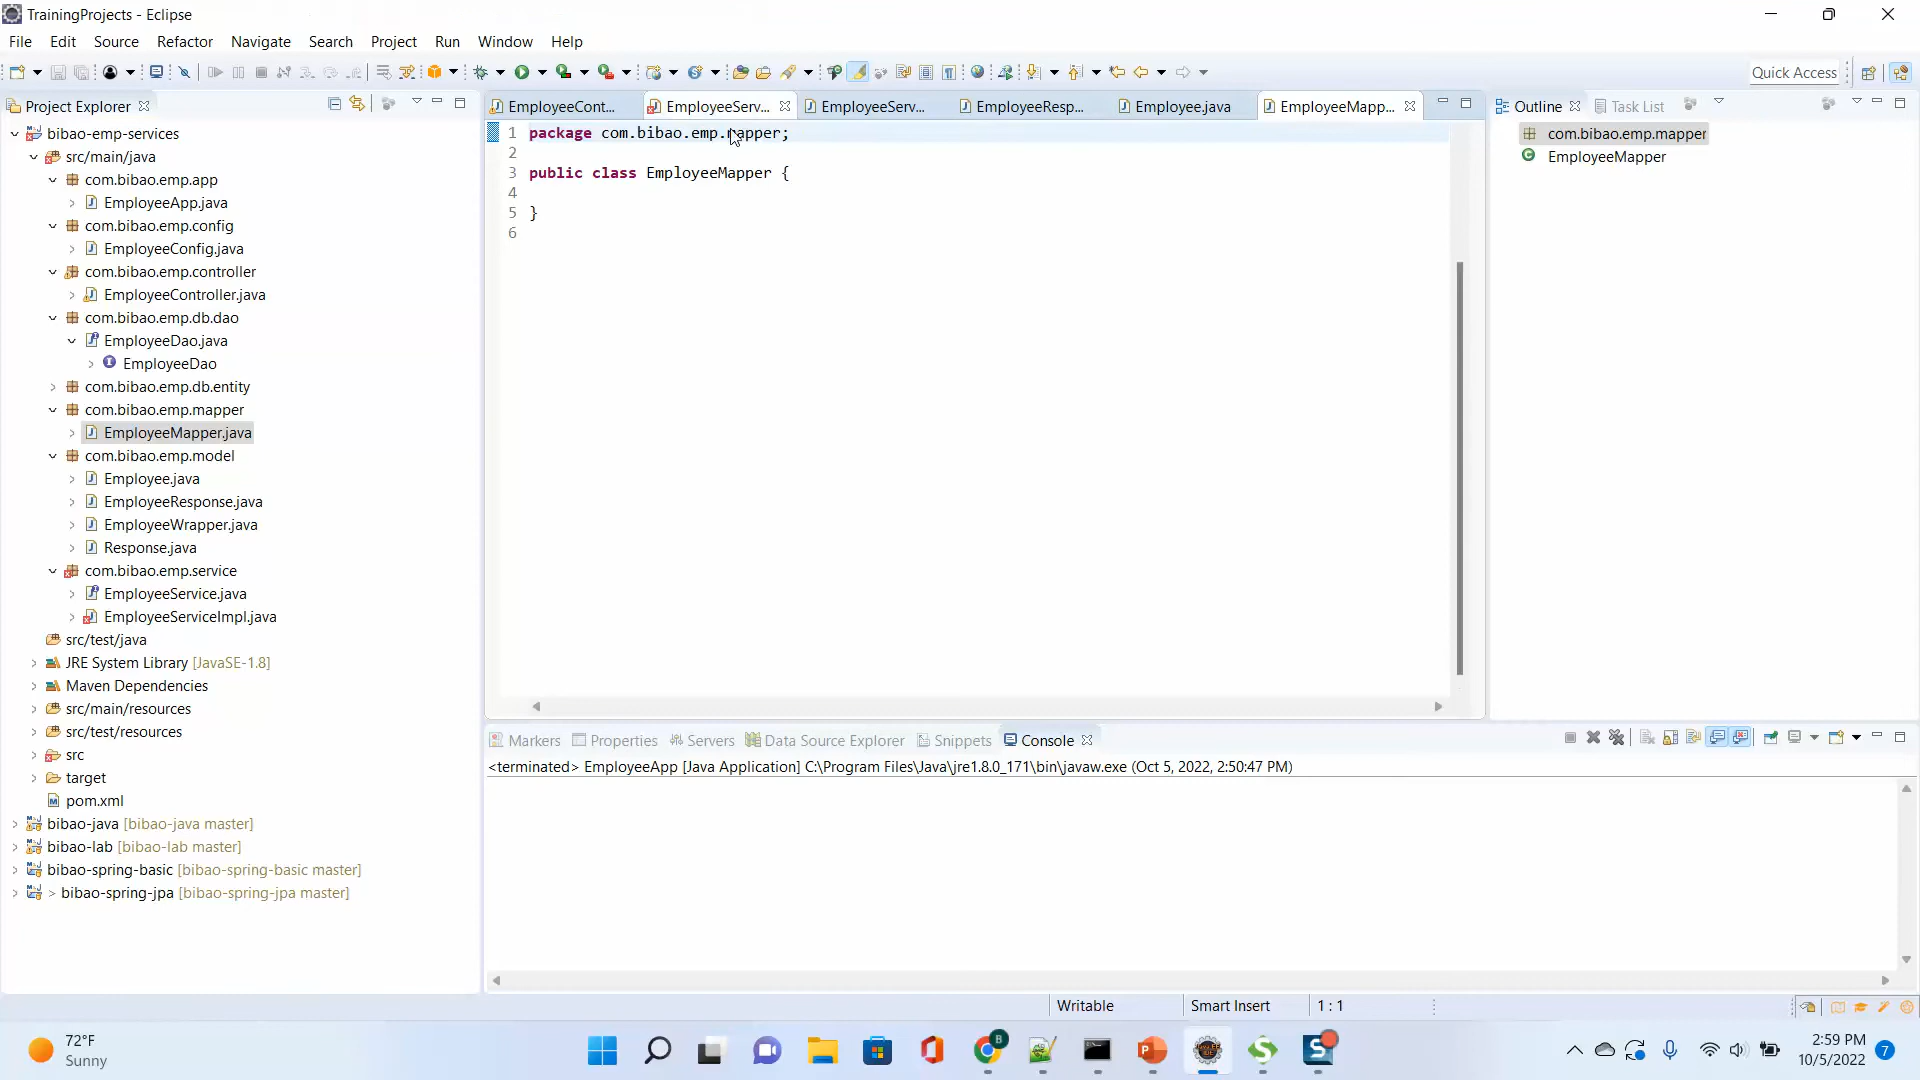 TrainingProjects - Eclipse
File Edit Source Refactor Navigate Search Project Run Window Help
Quick Access
Project Explorer
bibao-emp-services
src/main/java
com.bibao.emp.app
EmployeeApp.java
com.bibao.emp.config
EmployeeConfig.java
com.bibao.emp.controller
EmployeeController.java
com.bibao.emp.db.dao
EmployeeDao.java
EmployeeDao
com.bibao.emp.db.entity
com.bibao.emp.mapper
EmployeeMapper.java
com.bibao.emp.model
Employee.java
EmployeeResponse.java
EmployeeWrapper.java
Response.java
com.bibao.emp.service
EmployeeService.java
EmployeeServiceImpl.java
src/test/java
JRE System Library [JavaSE-1.8]
Maven Dependencies
src/main/resources
src/test/resources
src
target
pom.xml
bibao-java [bibao-java master]
bibao-lab [bibao-lab master]
bibao-spring-basic [bibao-spring-basic master]
> bibao-spring-jpa [bibao-spring-jpa master]
EmployeeCont... EmployeeServ... EmployeeServ... EmployeeResp... Employee.java EmployeeMapp...
1 package com.bibao.emp.mapper;
2
3 public class EmployeeMapper {
4
5 }
6
Outline Task List
com.bibao.emp.mapper
EmployeeMapper
Markers Properties Servers Data Source Explorer Snippets Console
<terminated> EmployeeApp [Java Application] C:\Program Files\Java\jre1.8.0_171\bin\javaw.exe (Oct 5, 2022, 2:50:47 PM)
Writable Smart Insert 1 : 1
72°F
Sunny
2:59 PM
10/5/2022
7